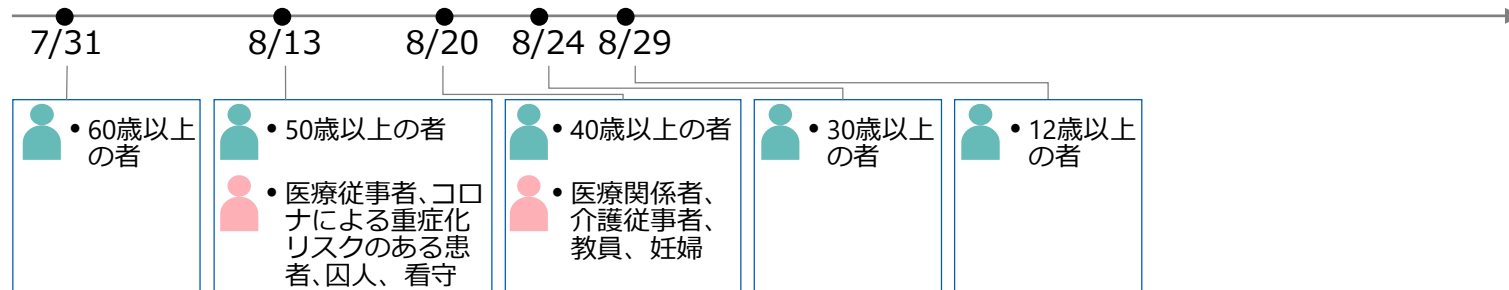 7/31
8/13
8/20
8/24
8/29
• 60歳以上
の者
• 50歳以上の者
• 医療従事者、コロ
ナによる重症化
リスクのある患
者、囚人、看守
• 40歳以上の者
• 医療関係者、
介護従事者、
教員、妊婦
• 30歳以上
の者
• 12歳以上
の者